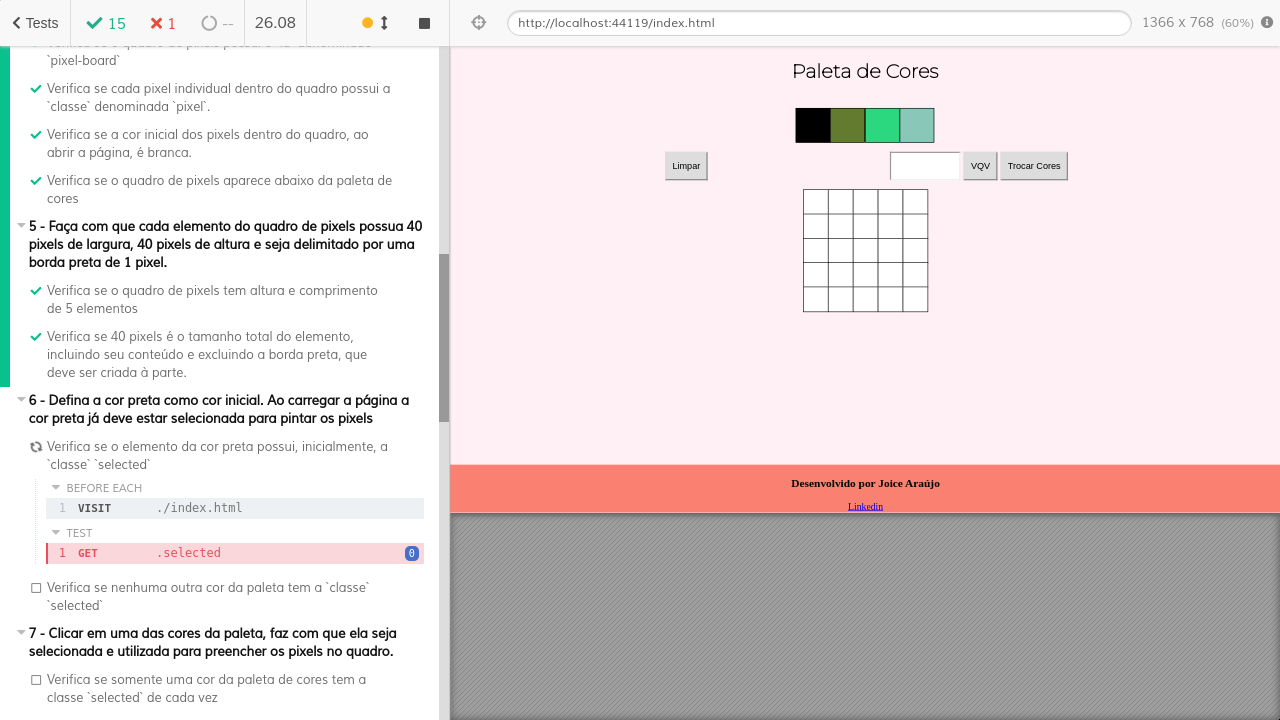 Tests
15
1
--
26.08
http://localhost:44119/index.html
1366 x 768 (60%)
`pixel-board`
Verifica se cada pixel individual dentro do quadro possui a
`classe` denominada `pixel`.
Verifica se a cor inicial dos pixels dentro do quadro, ao
abrir a página, é branca.
Verifica se o quadro de pixels aparece abaixo da paleta de
cores
5 - Faça com que cada elemento do quadro de pixels possua 40
pixels de largura, 40 pixels de altura e seja delimitado por uma
borda preta de 1 pixel.
Verifica se o quadro de pixels tem altura e comprimento
de 5 elementos
Verifica se 40 pixels é o tamanho total do elemento,
incluindo seu conteúdo e excluindo a borda preta, que
deve ser criada à parte.
6 - Defina a cor preta como cor inicial. Ao carregar a página a
cor preta já deve estar selecionada para pintar os pixels
Verifica se o elemento da cor preta possui, inicialmente, a
`classe` `selected`
BEFORE EACH
1 VISIT ./index.html
TEST
1 GET .selected 0
Verifica se nenhuma outra cor da paleta tem a `classe`
`selected`
7 - Clicar em uma das cores da paleta, faz com que ela seja
selecionada e utilizada para preencher os pixels no quadro.
Verifica se somente uma cor da paleta de cores tem a
classe `selected` de cada vez
Paleta de Cores
Limpar
VQV
Trocar Cores
Desenvolvido por Joice Araújo
Linkedin